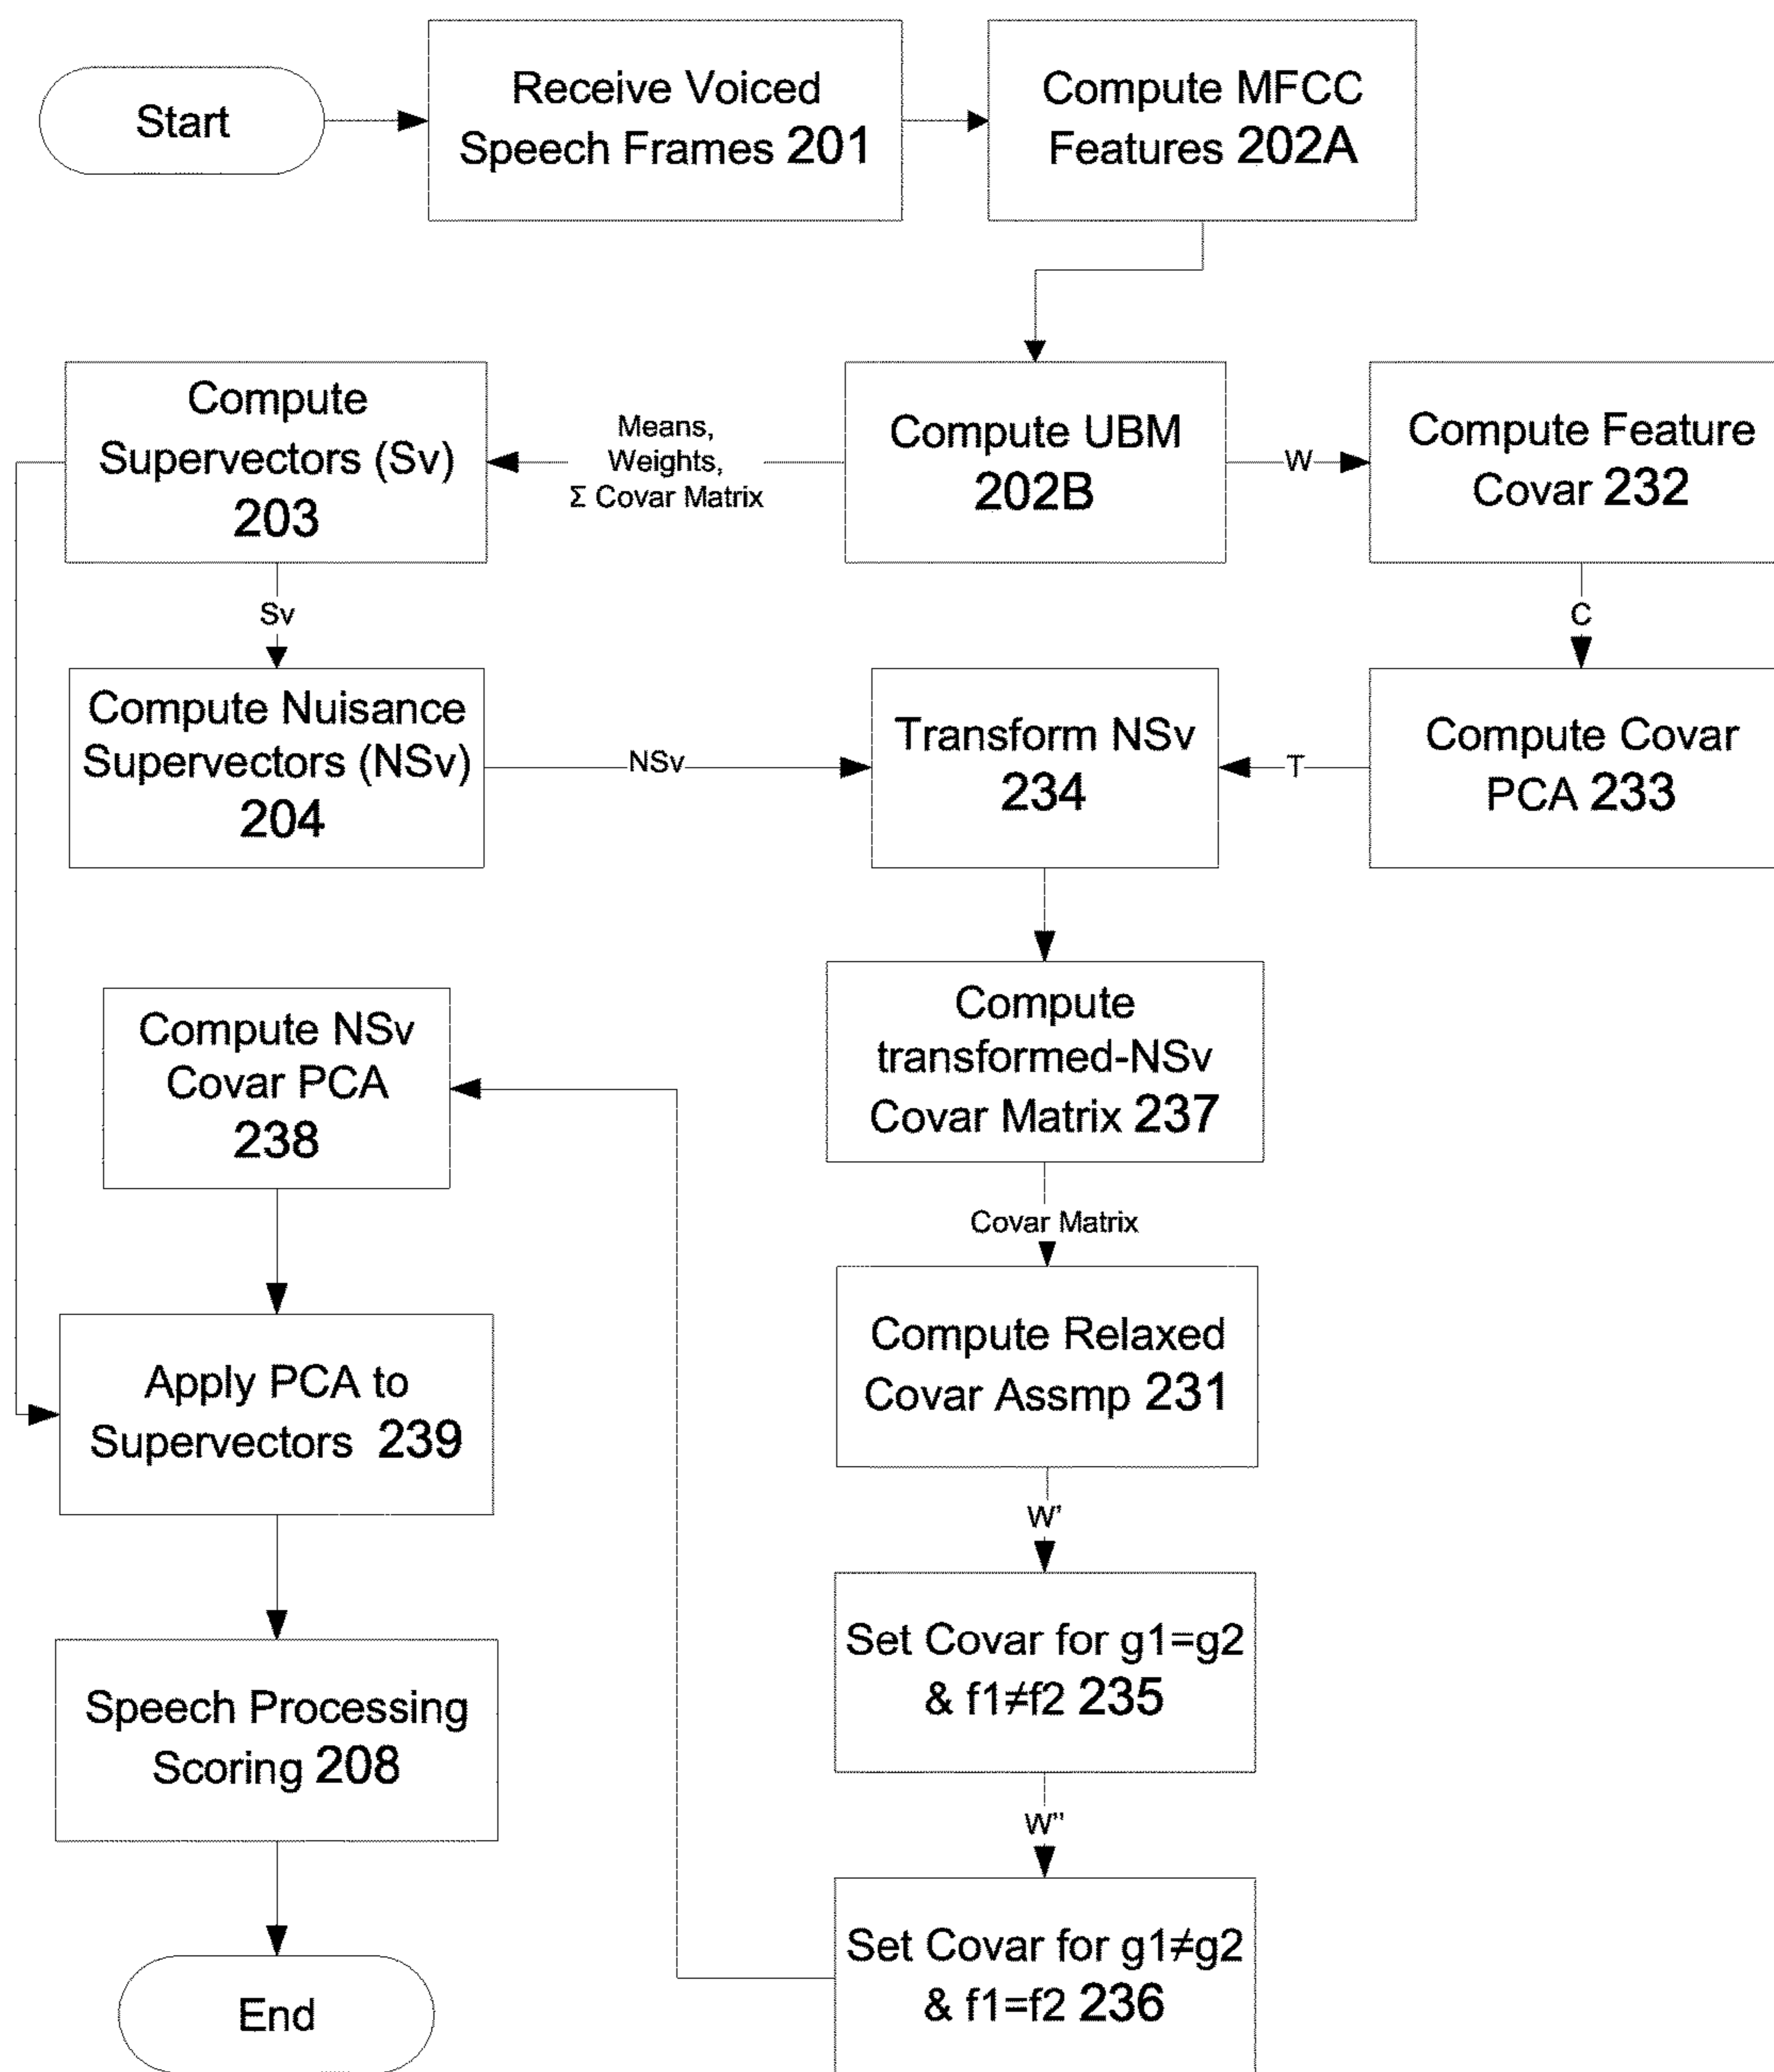 Start
Receive Voiced
Speech Frames 201
Compute MFCC
Features 202A
Compute
Supervectors (Sv)
203
Means,
Weights,
Σ Covar Matrix
Compute UBM
202B
W
Compute Feature
Covar 232
Sv
C
Compute Nuisance
Supervectors (NSv)
204
NSv
Transform NSv
234
T
Compute Covar
PCA 233
Compute NSv
Covar PCA
238
Compute
transformed-NSv
Covar Matrix 237
Covar Matrix
Apply PCA to
Supervectors 239
Compute Relaxed
Covar Assmp 231
W'
Speech Processing
Scoring 208
Set Covar for g1=g2
& f1≠f2 235
W"
End
Set Covar for g1≠g2
& f1=f2 236